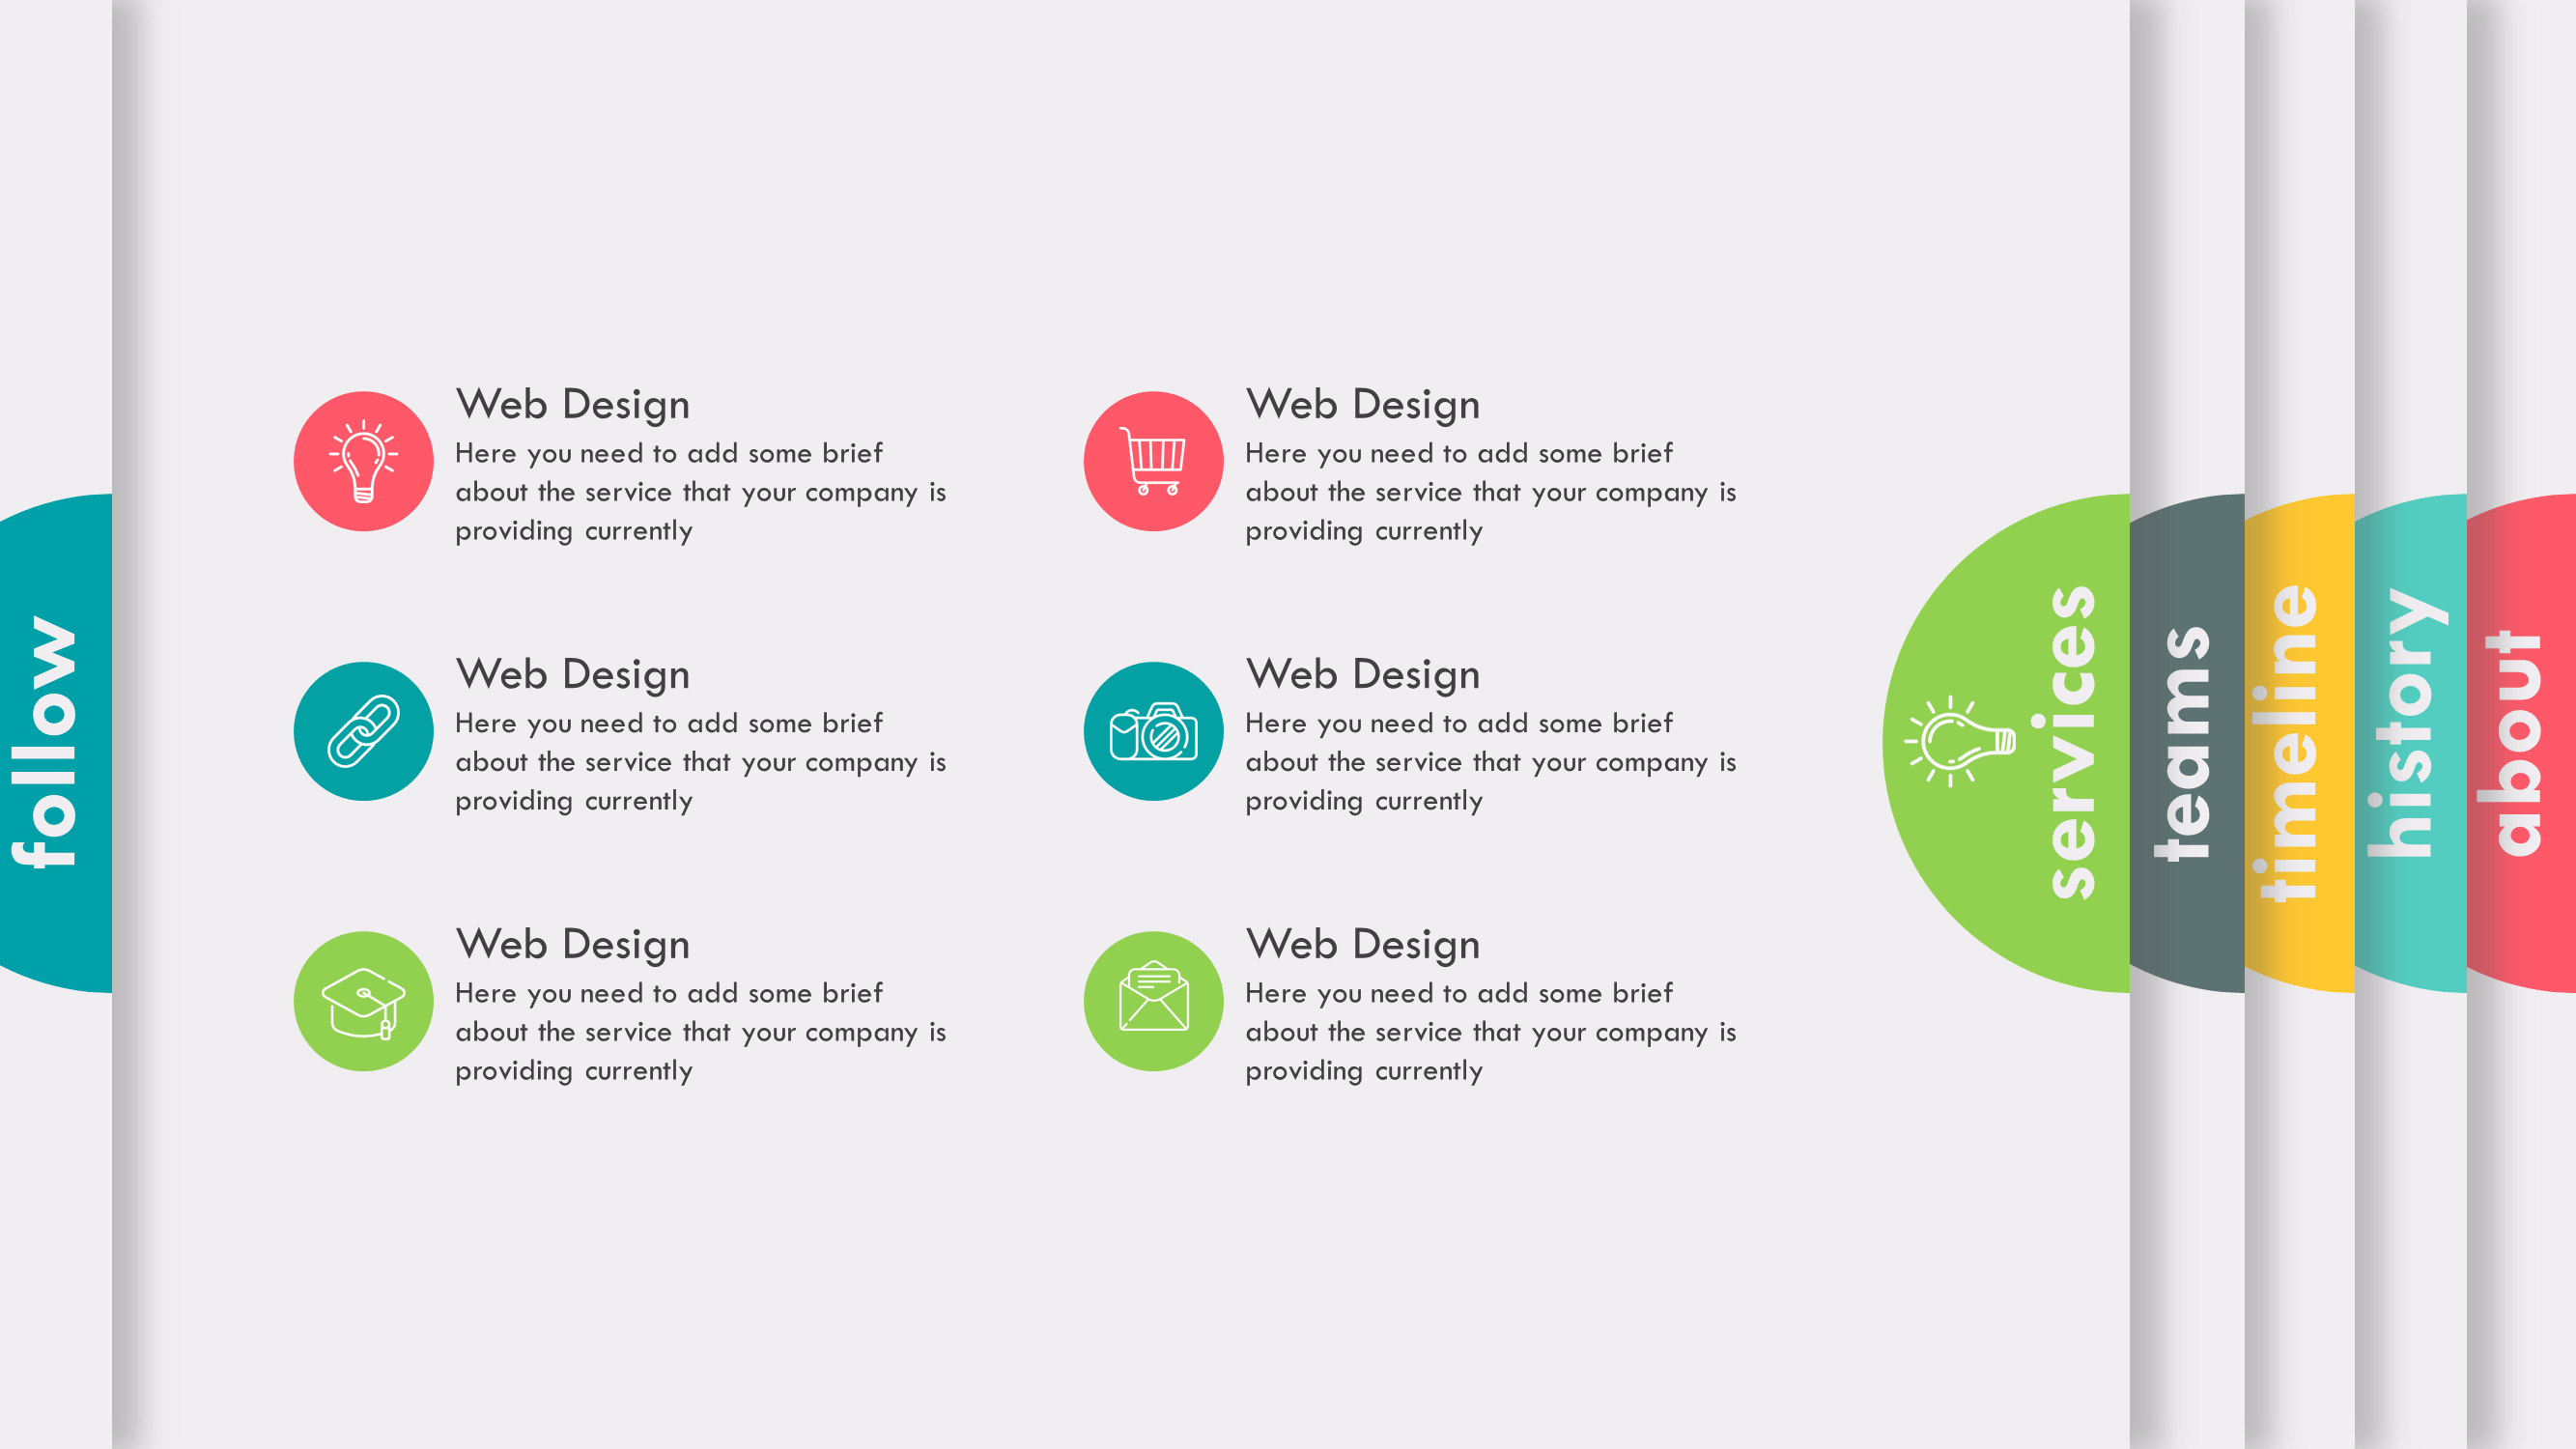 follow
Web Design
Here you need to add some brief
about the service that your company is
providing currently
Web Design
Here you need to add some brief
about the service that your company is
providing currently
Web Design
Here you need to add some brief
about the service that your company is
providing currently
Web Design
Here you need to add some brief
about the service that your company is
providing currently
Web Design
Here you need to add some brief
about the service that your company is
providing currently
Web Design
Here you need to add some brief
about the service that your company is
providing currently
services
teams
timeline
history
about